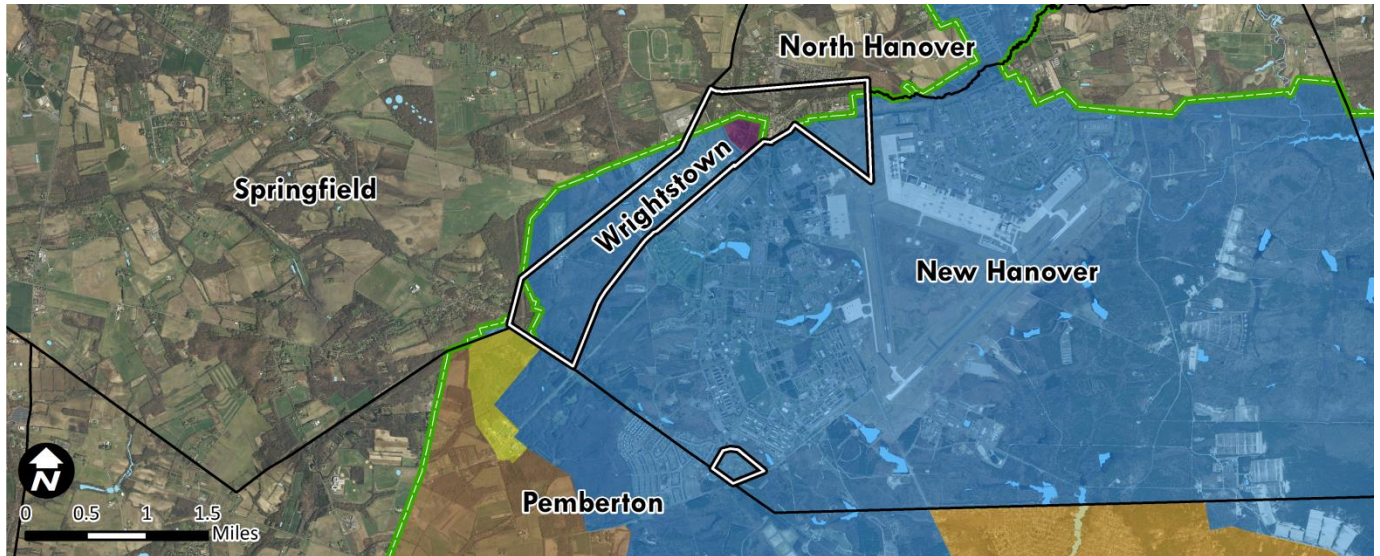 North Hanover
Springfield
Wrightstown
New Hanover
Pemberton
N
0 0.5 1 1.5
Miles